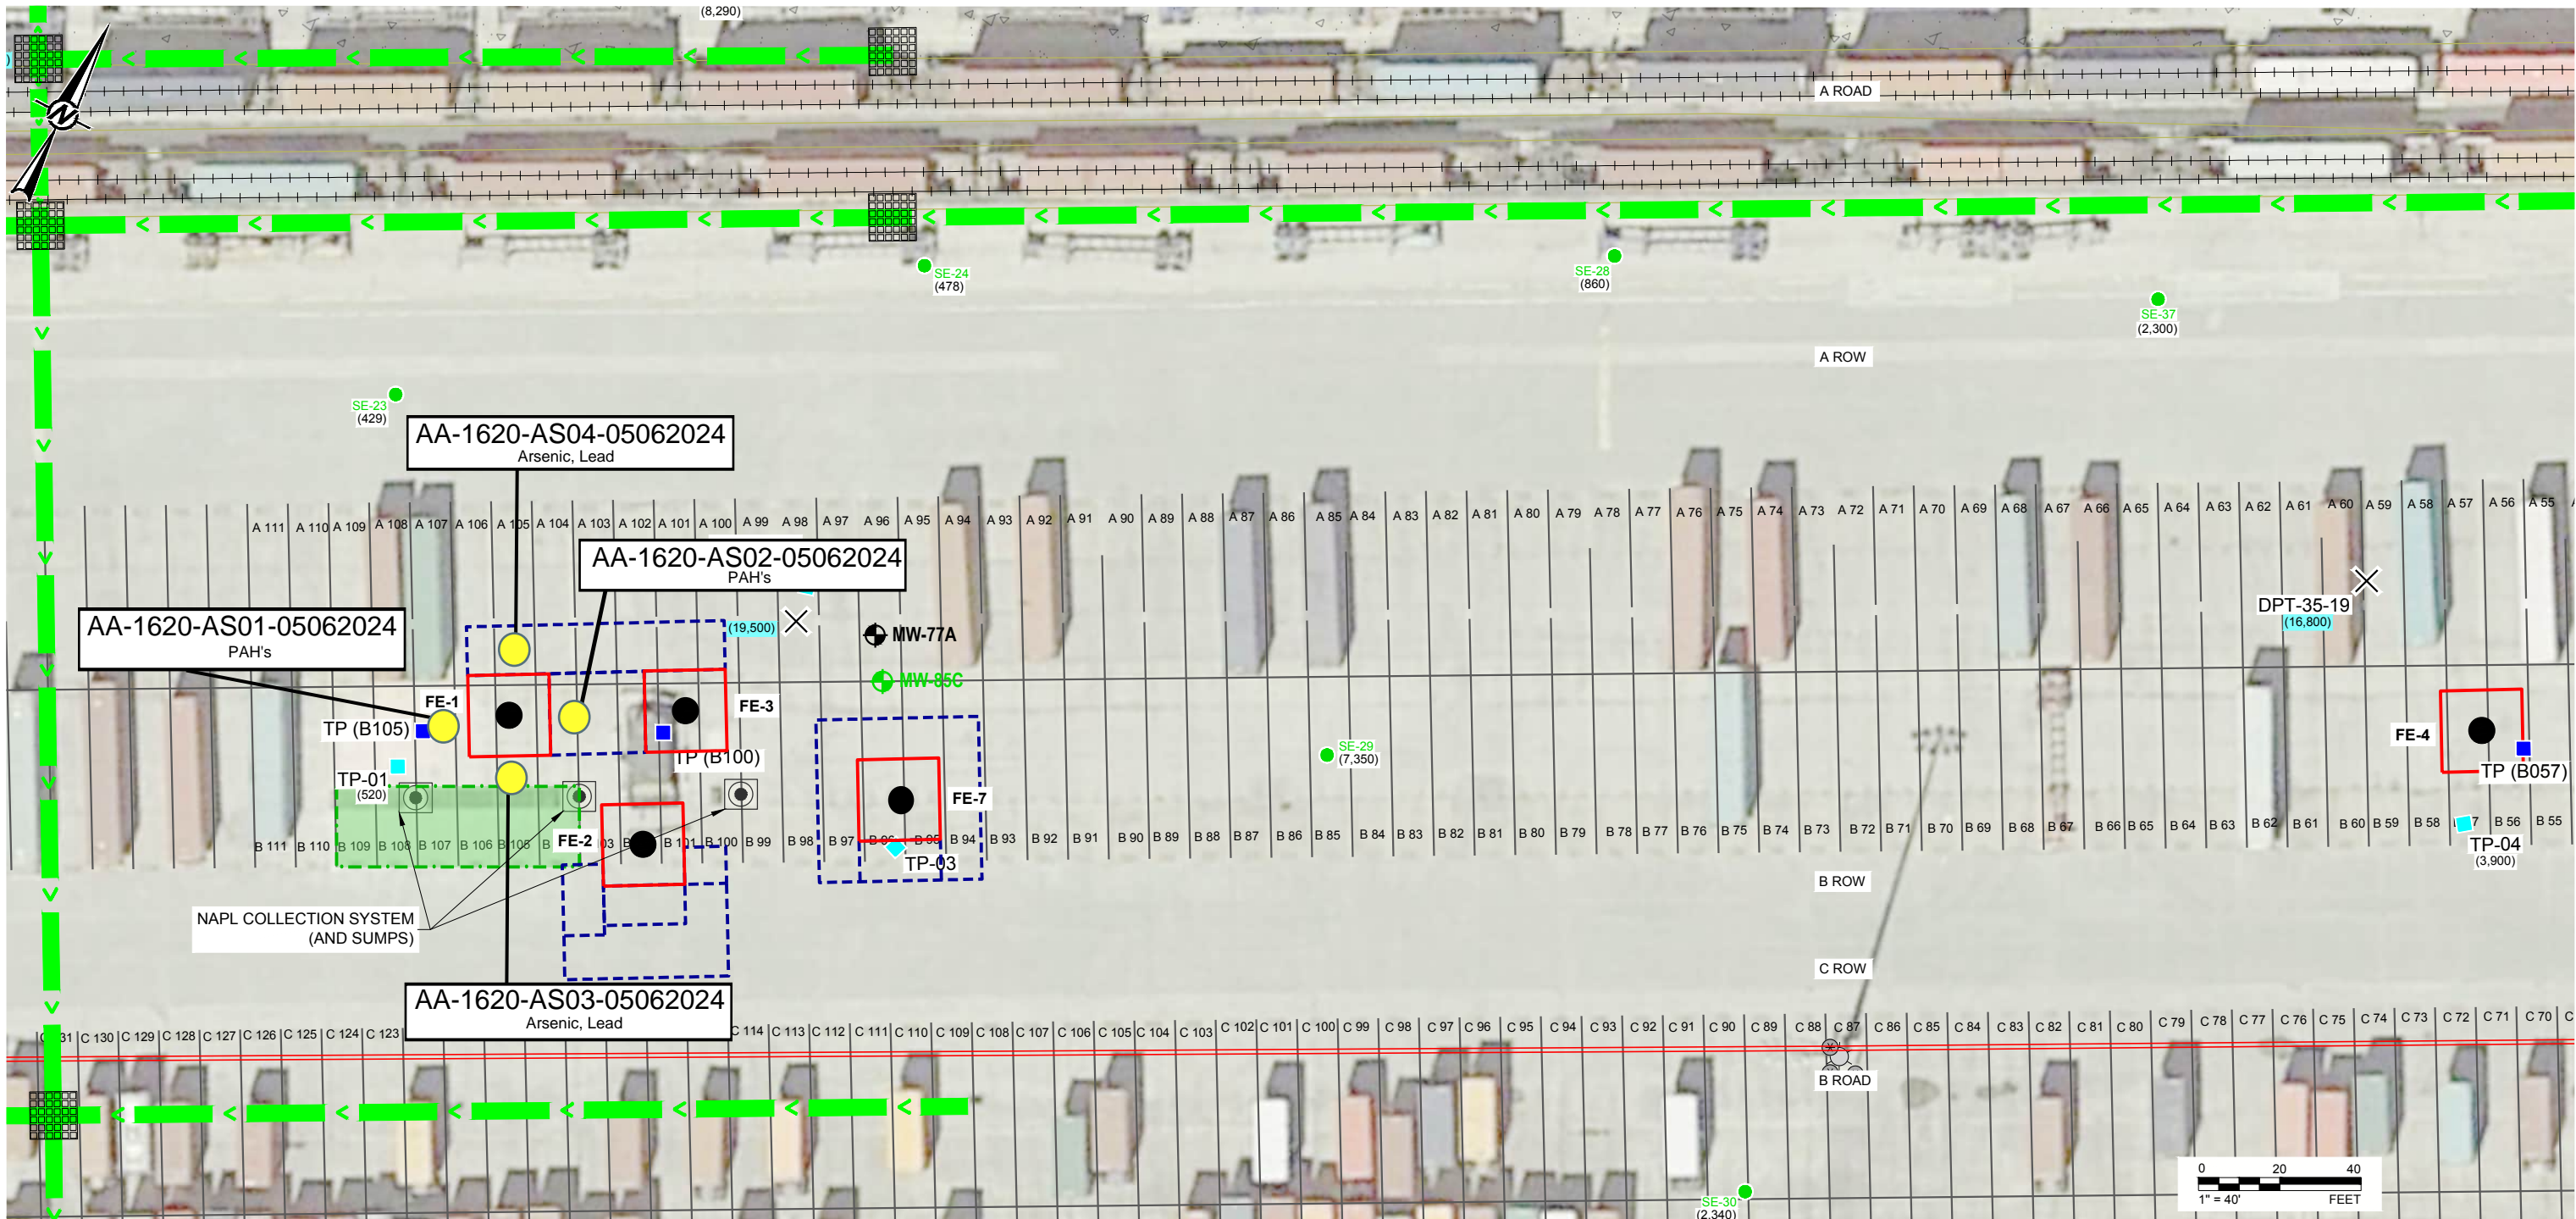 (8,290)
)
N
A ROAD
SE-24
(478)
SE-28
(860)
SE-37
(2,300)
A ROW
SE-23
(429)
AA-1620-AS04-05062024
Arsenic, Lead
A 111 A 110 A 109 A 108 A 107 A 106 A 105 A 104 A 103 A 102 A 101 A 100 A 99 A 98 A 97 A 96 A 95 A 94 A 93 A 92 A 91 A 90 A 89 A 88 A 87 A 86 A 85 A 84 A 83 A 82 A 81 A 80 A 79 A 78 A 77 A 76 A 75 A 74 A 73 A 72 A 71 A 70 A 69 A 68 A 67 A 66 A 65 A 64 A 63 A 62 A 61 A 60 A 59 A 58 A 57 A 56 A 55
AA-1620-AS02-05062024
PAH's
AA-1620-AS01-05062024
PAH's
(19,500)
MW-77A
MW-85C
DPT-35-19
(16,800)
FE-1
TP (B105)
FE-3
TP (B100)
TP-01
(520)
FE-7
SE-29
(7,350)
FE-4
TP (B057)
FE-2
B 111 B 110 B 109 B 108 B 107 B 106 B 105 B 03 B B 101 B 100 B 99 B 98 B 97 B 96 B 95 B 94 B 93 B 92 B 91 B 90 B 89 B 88 B 87 B 86 B 85 B 84 B 83 B 82 B 81 B 80 B 79 B 78 B 77 B 76 B 75 B 74 B 73 B 72 B 71 B 70 B 69 B 68 B 67 B 66 B 65 B 64 B 63 B 62 B 61 B 60 B 59 B 58 7 B 56 B 55
TP-03
TP-04
(3,900)
B ROW
NAPL COLLECTION SYSTEM
(AND SUMPS)
C ROW
AA-1620-AS03-05062024
Arsenic, Lead
C 131 C 130 C 129 C 128 C 127 C 126 C 125 C 124 C 123 C 114 C 113 C 112 C 111 C 110 C 109 C 108 C 107 C 106 C 105 C 104 C 103 C 102 C 101 C 100 C 99 C 98 C 97 C 96 C 95 C 94 C 93 C 92 C 91 C 90 C 89 C 88 C 87 C 86 C 85 C 84 C 83 C 82 C 81 C 80 C 79 C 78 C 77 C 76 C 75 C 74 C 73 C 72 C 71 C 70 C
B ROAD
0 20 40
1" = 40' FEET
SE-30
(2,340)